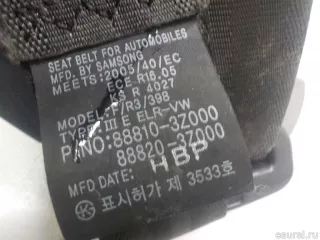 SEAT BELT FOR AUTOMOBILES
MFD. BY SAMSONG
MEETS: 2005/40/EC
ECE R16.05
KS R 4027
MODEL: T/R3/398
TYPE: III E ELR-VW
P/NO: 88810-3Z000
88820-3Z000
MFD DATE: HBP
표시허가 제 3533호
esural.ru